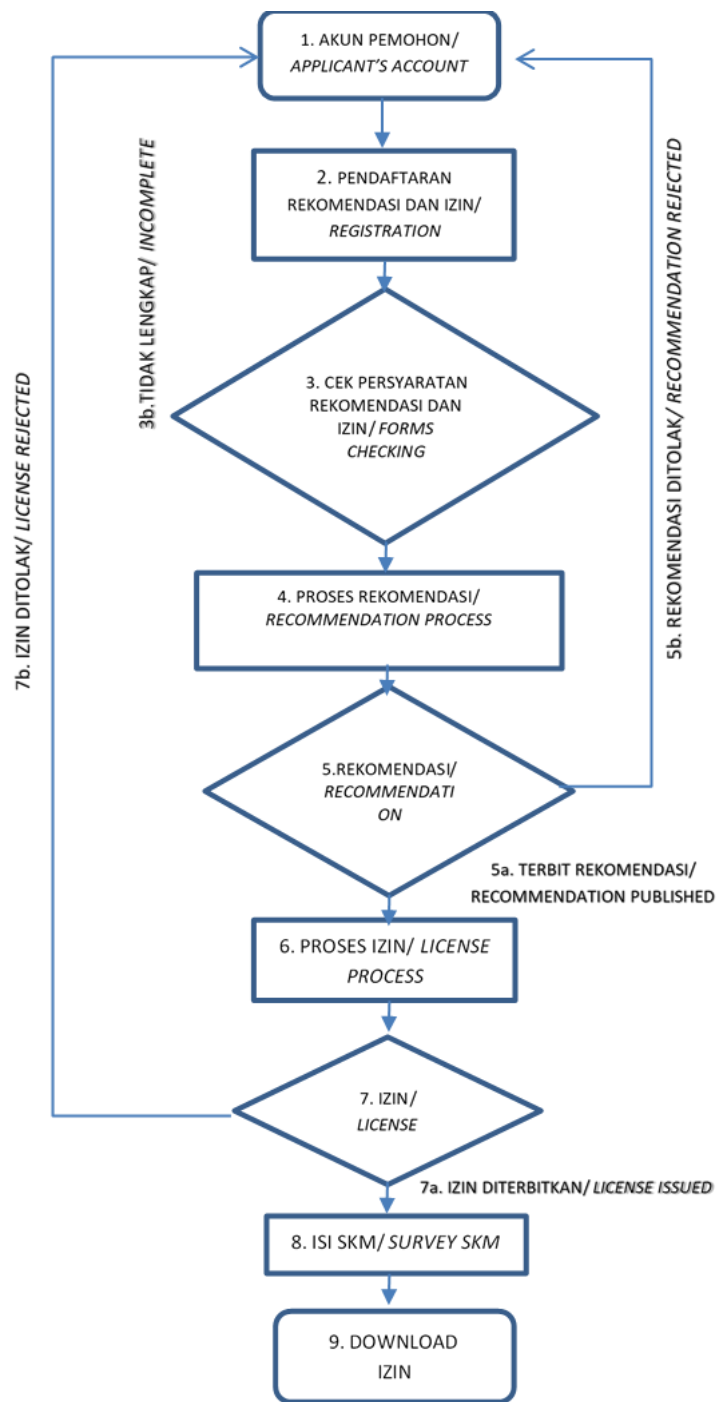 1. AKUN PEMOHON/
APPLICANT'S ACCOUNT
2. PENDAFTARAN
REKOMENDASI DAN IZIN/
REGISTRATION
3b.TIDAK LENGKAP/ INCOMPLETE
3. CEK PERSYARATAN
REKOMENDASI DAN
IZIN/ FORMS
CHECKING
7b. IZIN DITOLAK/ LICENSE REJECTED
5b. REKOMENDASI DITOLAK/ RECOMMENDATION REJECTED
4. PROSES REKOMENDASI/
RECOMMENDATION PROCESS
5.REKOMENDASI/
RECOMMENDATI
ON
5a. TERBIT REKOMENDASI/
RECOMMENDATION PUBLISHED
6. PROSES IZIN/ LICENSE
PROCESS
7. IZIN/
LICENSE
7a. IZIN DITERBITKAN/ LICENSE ISSUED
8. ISI SKM/ SURVEY SKM
9. DOWNLOAD
IZIN